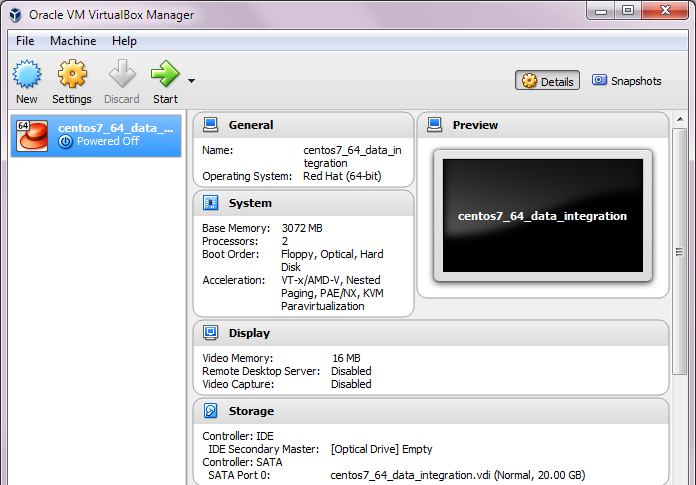 Oracle VM VirtualBox Manager
File Machine Help
New Settings Discard Start
Details Snapshots
64 centos7_64_data_...
Powered Off
General
Name: centos7_64_data_in
tegration
Operating System: Red Hat (64-bit)
Preview
centos7_64_data_integration
System
Base Memory: 3072 MB
Processors: 2
Boot Order: Floppy, Optical, Hard
Disk
Acceleration: VT-x/AMD-V, Nested
Paging, PAE/NX, KVM
Paravirtualization
Display
Video Memory: 16 MB
Remote Desktop Server: Disabled
Video Capture: Disabled
Storage
Controller: IDE
IDE Secondary Master: [Optical Drive] Empty
Controller: SATA
SATA Port 0: centos7_64_data_integration.vdi (Normal, 20.00 GB)